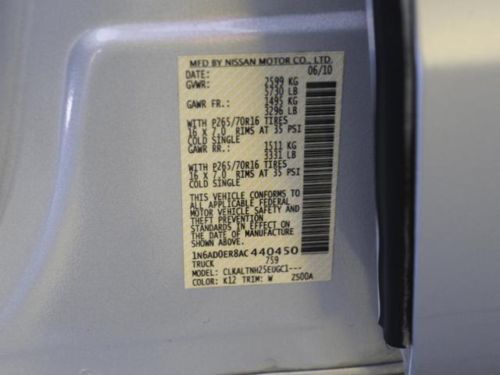 MFD BY NISSAN MOTOR CO., LTD.
DATE: 06/10
GVWR: 2599 KG
5730 LB
GAWR FR.: 1495 KG
3296 LB
WITH P265/70R16 TIRES
16 X 7.0 RIMS AT 35 PSI
COLD SINGLE
GAWR RR.: 1511 KG
3331 LB
WITH P265/70R16 TIRES
16 X 7.0 RIMS AT 35 PSI
COLD SINGLE
THIS VEHICLE CONFORMS TO
ALL APPLICABLE FEDERAL
MOTOR VEHICLE SAFETY AND
THEFT PREVENTION
STANDARDS IN EFFECT ON
THE DATE OF MANUFACTURE
SHOWN ABOVE
1N6AD0ER8AC440450
TRUCK 759
MODEL: CLKALTNH25EUGC1---
COLOR: K12 TRIM: W 2500A